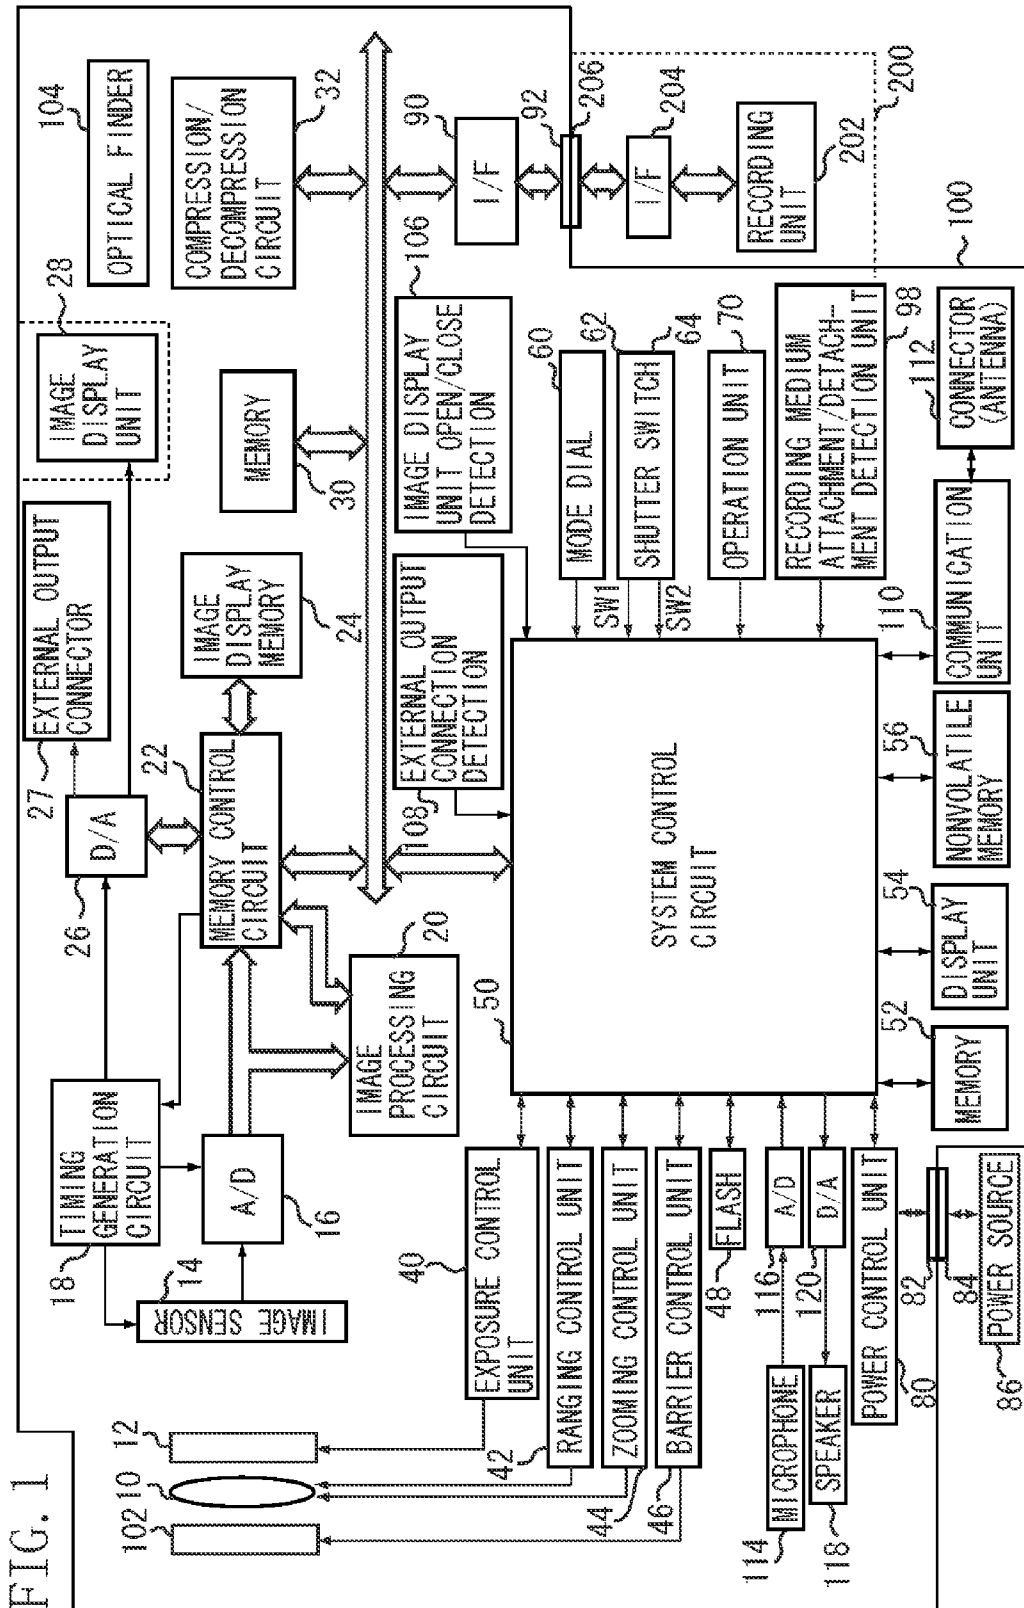 FIG. 1
102
10
12
14
IMAGE SENSOR
18
TIMING
GENERATION
CIRCUIT
16
A/D
26
D/A
27
EXTERNAL OUTPUT
CONNECTOR
28
IMAGE
DISPLAY
UNIT
104
OPTICAL FINDER
22
MEMORY CONTROL
CIRCUIT
24
IMAGE
DISPLAY
MEMORY
30
MEMORY
32
COMPRESSION/
DECOMPRESSION
CIRCUIT
20
IMAGE
PROCESSING
CIRCUIT
108
EXTERNAL OUTPUT
CONNECTION
DETECTION
106
IMAGE DISPLAY
UNIT OPEN/CLOSE
DETECTION
90
I/F
92
206
204
I/F
RECORDING
UNIT
202
200
100
40
EXPOSURE CONTROL
UNIT
42
RANGING CONTROL UNIT
44
ZOOMING CONTROL UNIT
46
BARRIER CONTROL UNIT
48
FLASH
114
MICROPHONE
116
A/D
118
SPEAKER
120
D/A
80
POWER CONTROL UNIT
82
84
86
POWER SOURCE
50
SYSTEM CONTROL
CIRCUIT
60
MODE DIAL
SW1
62
SHUTTER SWITCH
64
SW2
70
OPERATION UNIT
RECORDING MEDIUM
ATTACHMENT/DETACH-
MENT DETECTION UNIT
98
52
MEMORY
54
DISPLAY
UNIT
56
NONVOLATILE
MEMORY
110
COMMUNICATION
UNIT
112
CONNECTOR
(ANTENNA)